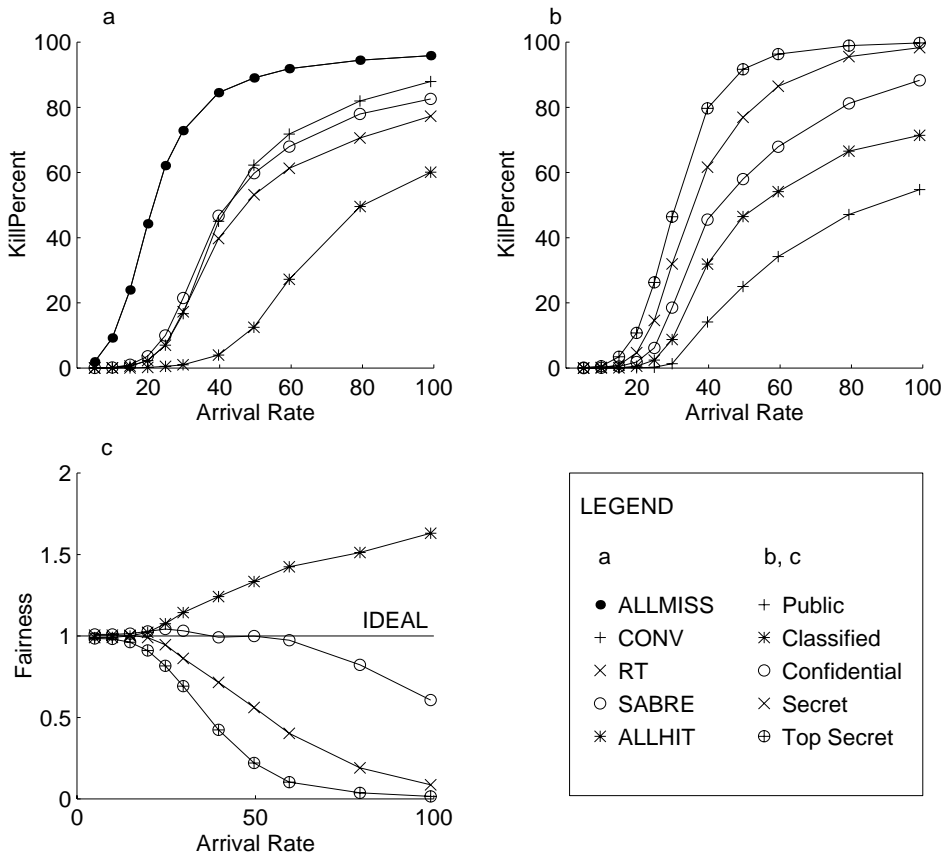 a
100
80
60
40
20
0
KillPercent
20 40 60 80 100
Arrival Rate
b
100
80
60
40
20
0
KillPercent
20 40 60 80 100
Arrival Rate
c
2
1.5
1
0.5
0
Fairness
IDEAL
0 50 100
Arrival Rate
LEGEND
a b, c
ALLMISS Public
CONV Classified
RT Confidential
SABRE Secret
ALLHIT Top Secret